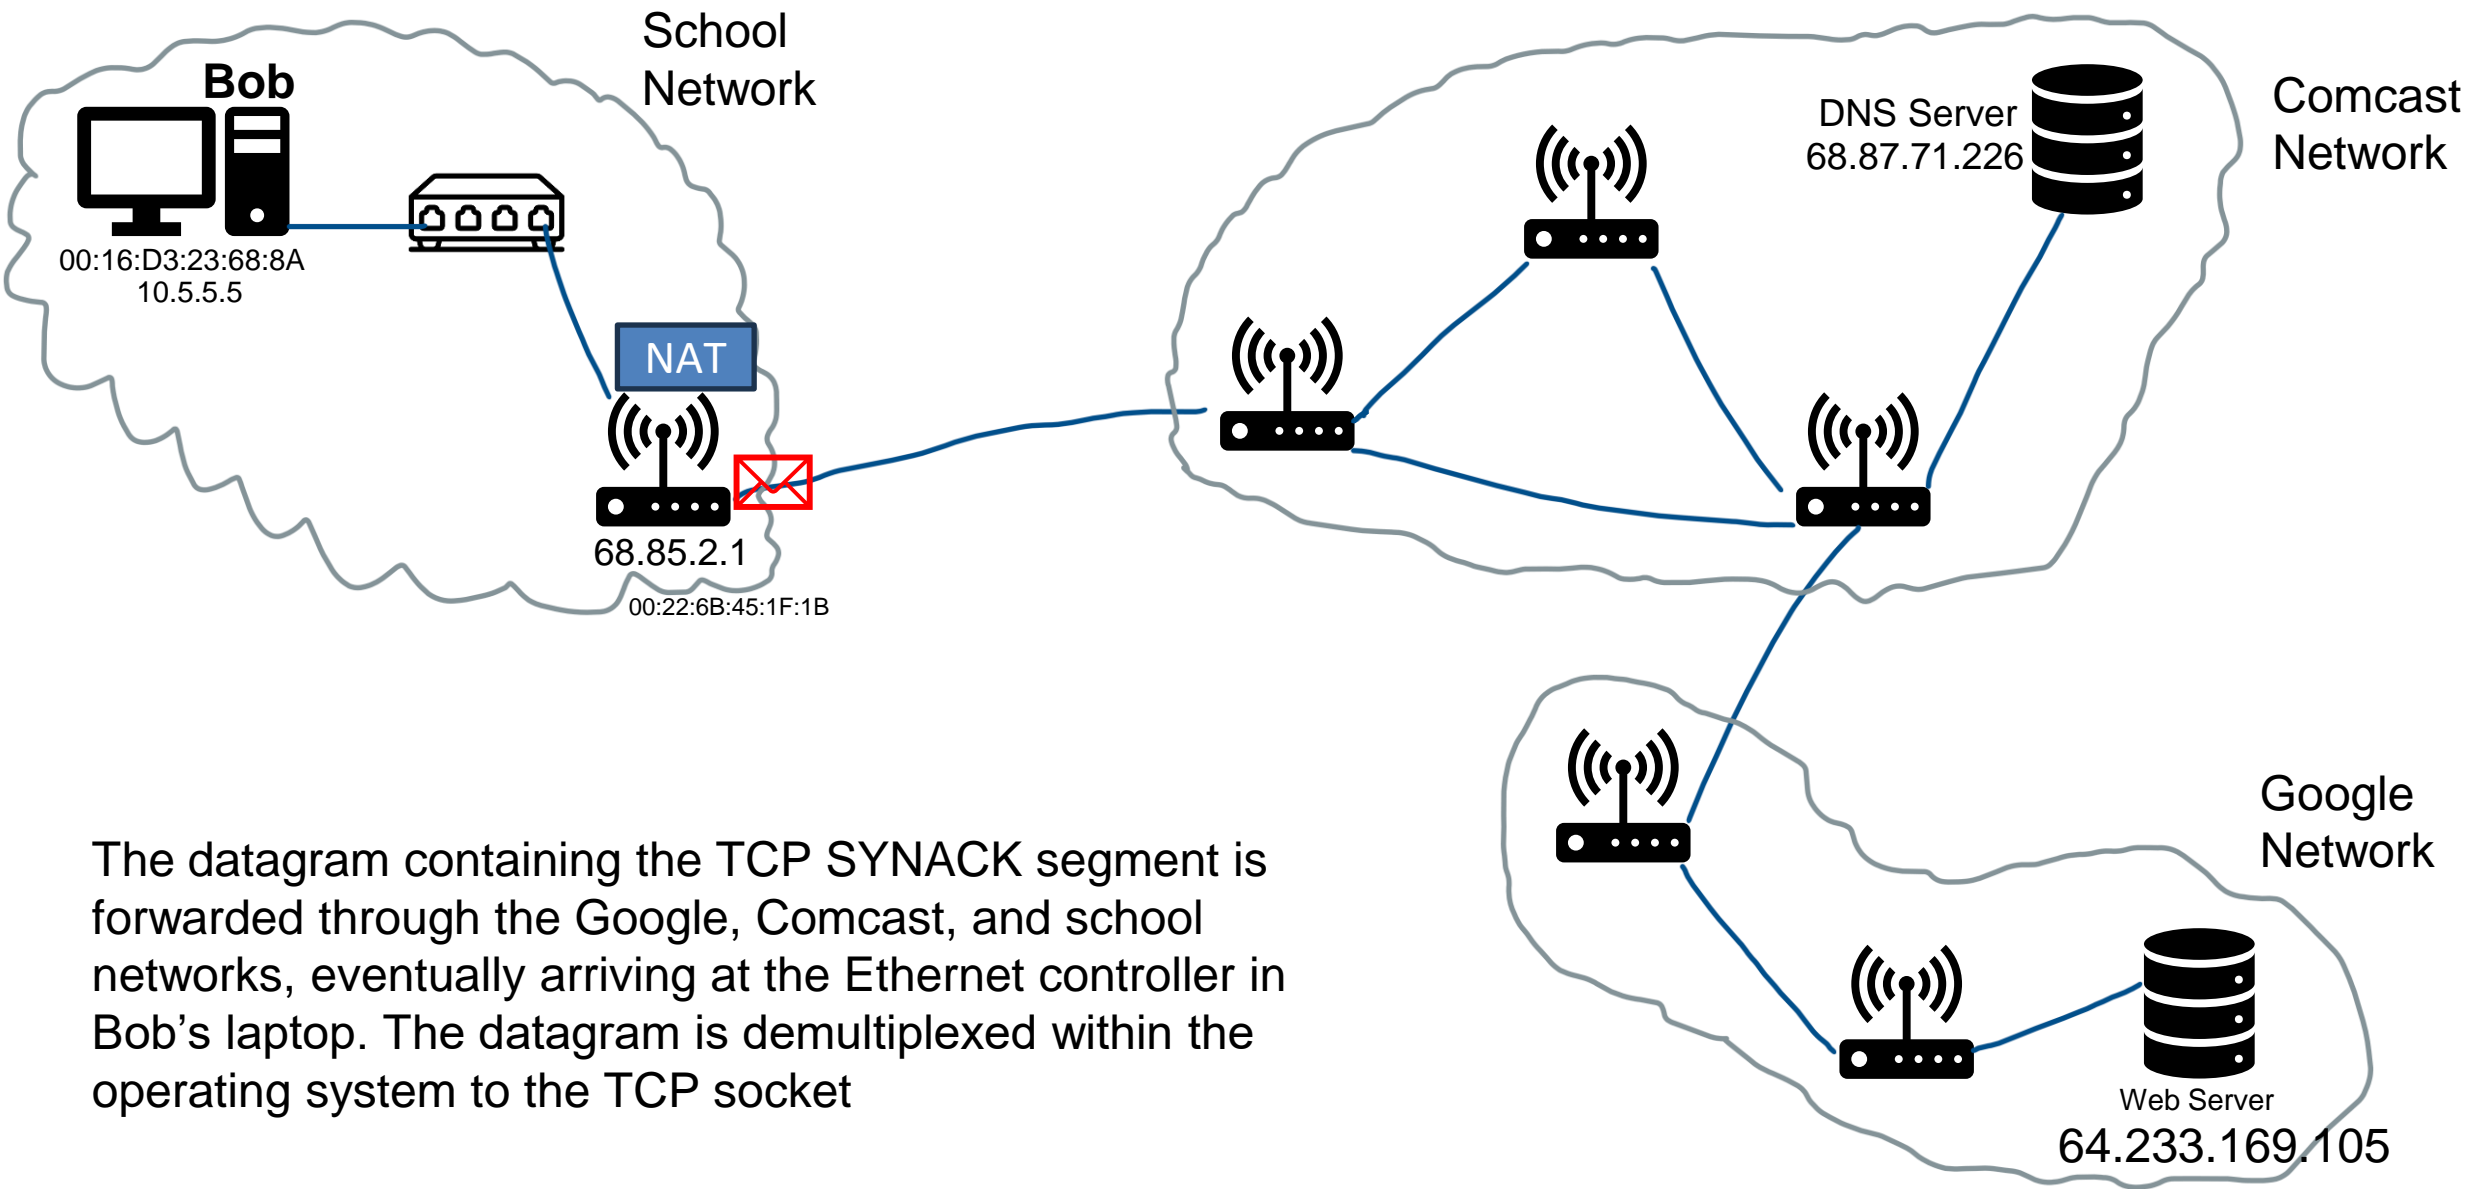 School
Network
Bob
00:16:D3:23:68:8A
10.5.5.5
NAT
68.85.2.1
00:22:6B:45:1F:1B
DNS Server
68.87.71.226
Comcast
Network
Google
Network
Web Server
64.233.169.105
The datagram containing the TCP SYNACK segment is
forwarded through the Google, Comcast, and school
networks, eventually arriving at the Ethernet controller in
Bob’s laptop. The datagram is demultiplexed within the
operating system to the TCP socket